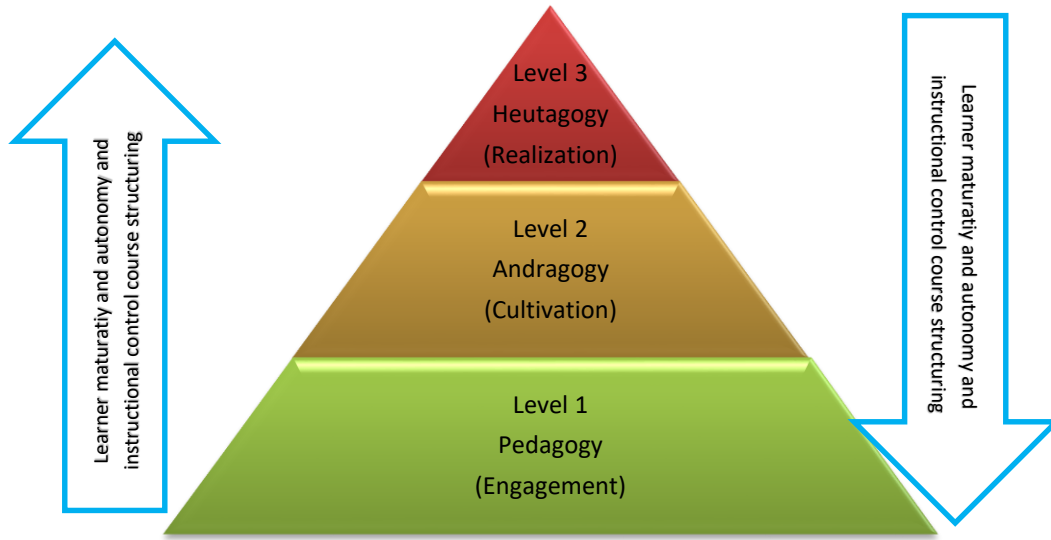 Level 3
Heutagogy
(Realization)
Level 2
Andragogy
(Cultivation)
Level 1
Pedagogy
(Engagement)
Learner maturatiy and autonomy and
instructional control course structuring
Learner maturatiy and autonomy and
instructional control course structuring